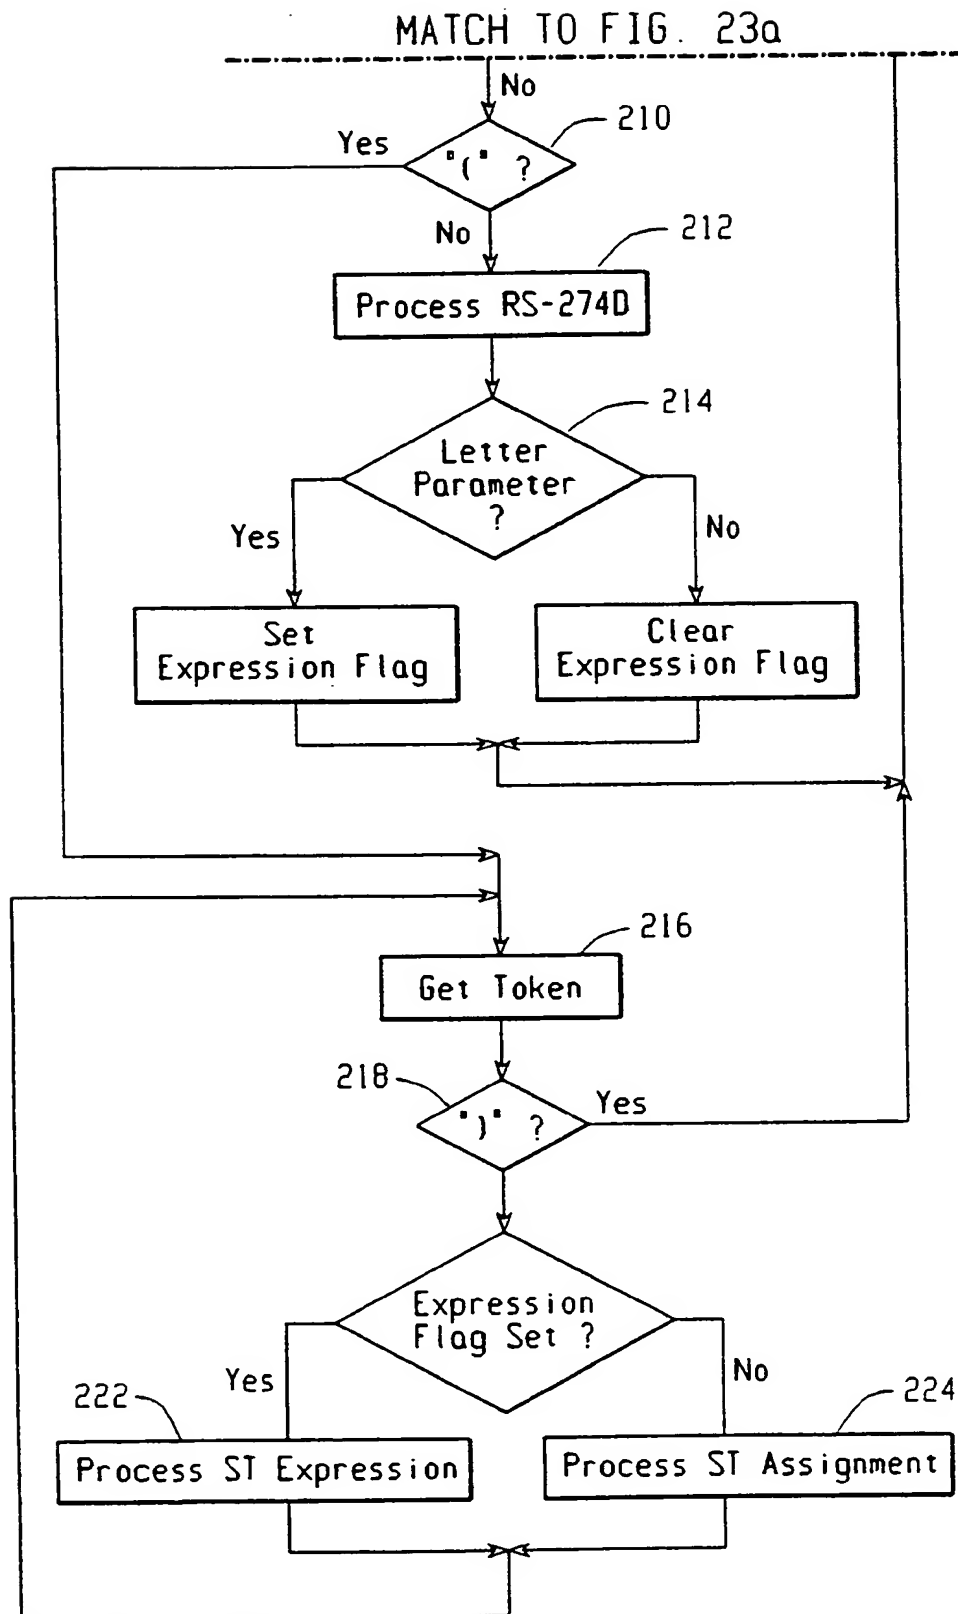 MATCH TO FIG. 23a
No
210
Yes
"(" ?
No
212
Process RS-274D
214
Letter
Parameter
?
Yes
No
Set
Expression Flag
Clear
Expression Flag
216
Get Token
218
")" ?
Yes
Expression
Flag Set ?
Yes
No
222
224
Process ST Expression
Process ST Assignment